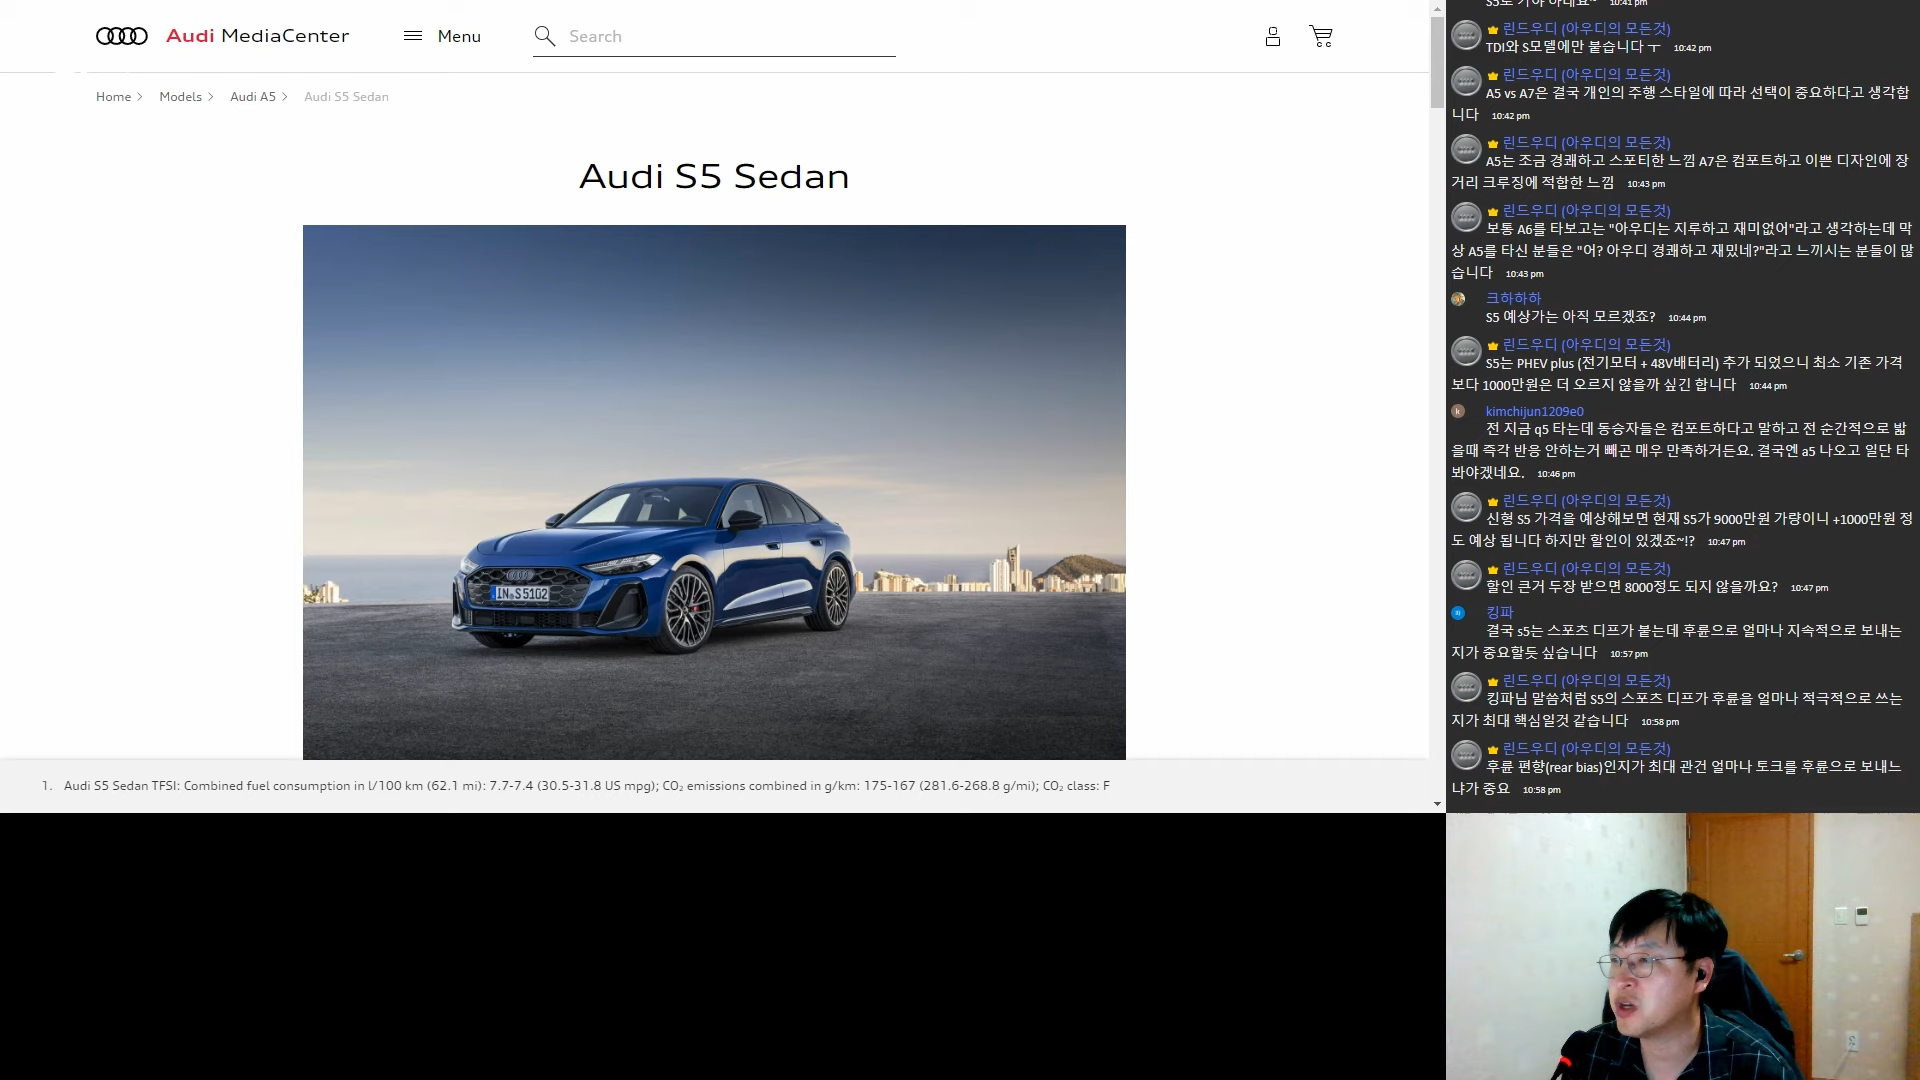 Audi MediaCenter
Menu
Search
Home
Models
Audi A5
Audi S5 Sedan
Audi S5 Sedan
IN S 5102
1. Audi S5 Sedan TFSI: Combined fuel consumption in l/100 km (62.1 mi): 7.7-7.4 (30.5-31.8 US mpg); CO₂ emissions combined in g/km: 175-167 (281.6-268.8 g/mi); CO₂ class: F
10:41 pm
린드우디 (아우디의 모든것)
TDI와 S모델에만 붙습니다 ㅜ 10:42 pm
린드우디 (아우디의 모든것)
A5 vs A7은 결국 개인의 주행 스타일에 따라 선택이 중요하다고 생각합
니다 10:42 pm
린드우디 (아우디의 모든것)
A5는 조금 경쾌하고 스포티한 느낌 A7은 컴포트하고 이쁜 디자인에 장
거리 크루징에 적합한 느낌 10:43 pm
린드우디 (아우디의 모든것)
보통 A6를 타보고는 "아우디는 지루하고 재미없어"라고 생각하는데 막
상 A5를 타신 분들은 "어? 아우디 경쾌하고 재밌네?"라고 느끼시는 분들이 많
습니다 10:43 pm
크하하하
S5 예상가는 아직 모르겠죠? 10:44 pm
린드우디 (아우디의 모든것)
S5는 PHEV plus (전기모터 + 48V배터리) 추가 되었으니 최소 기존 가격
보다 1000만원은 더 오르지 않을까 싶긴 합니다 10:44 pm
kimchijun1209e0
전 지금 q5 타는데 동승자들은 컴포트하다고 말하고 전 순간적으로 밟
을때 즉각 반응 안하는거 빼곤 매우 만족하거든요. 결국엔 a5 나오고 일단 타
봐야겠네요. 10:46 pm
린드우디 (아우디의 모든것)
신형 S5 가격을 예상해보면 현재 S5가 9000만원 가량이니 +1000만원 정
도 예상 됩니다 하지만 할인이 있겠죠~!? 10:47 pm
린드우디 (아우디의 모든것)
할인 큰거 두장 받으면 8000정도 되지 않을까요? 10:47 pm
킹파
결국 s5는 스포츠 디프가 붙는데 후륜으로 얼마나 지속적으로 보내는
지가 중요할듯 싶습니다 10:57 pm
린드우디 (아우디의 모든것)
킹파님 말씀처럼 S5의 스포츠 디프가 후륜을 얼마나 적극적으로 쓰는
지가 최대 핵심일것 같습니다 10:58 pm
린드우디 (아우디의 모든것)
후륜 편향(rear bias)인지가 최대 관건 얼마나 토크를 후륜으로 보내느
냐가 중요 10:58 pm